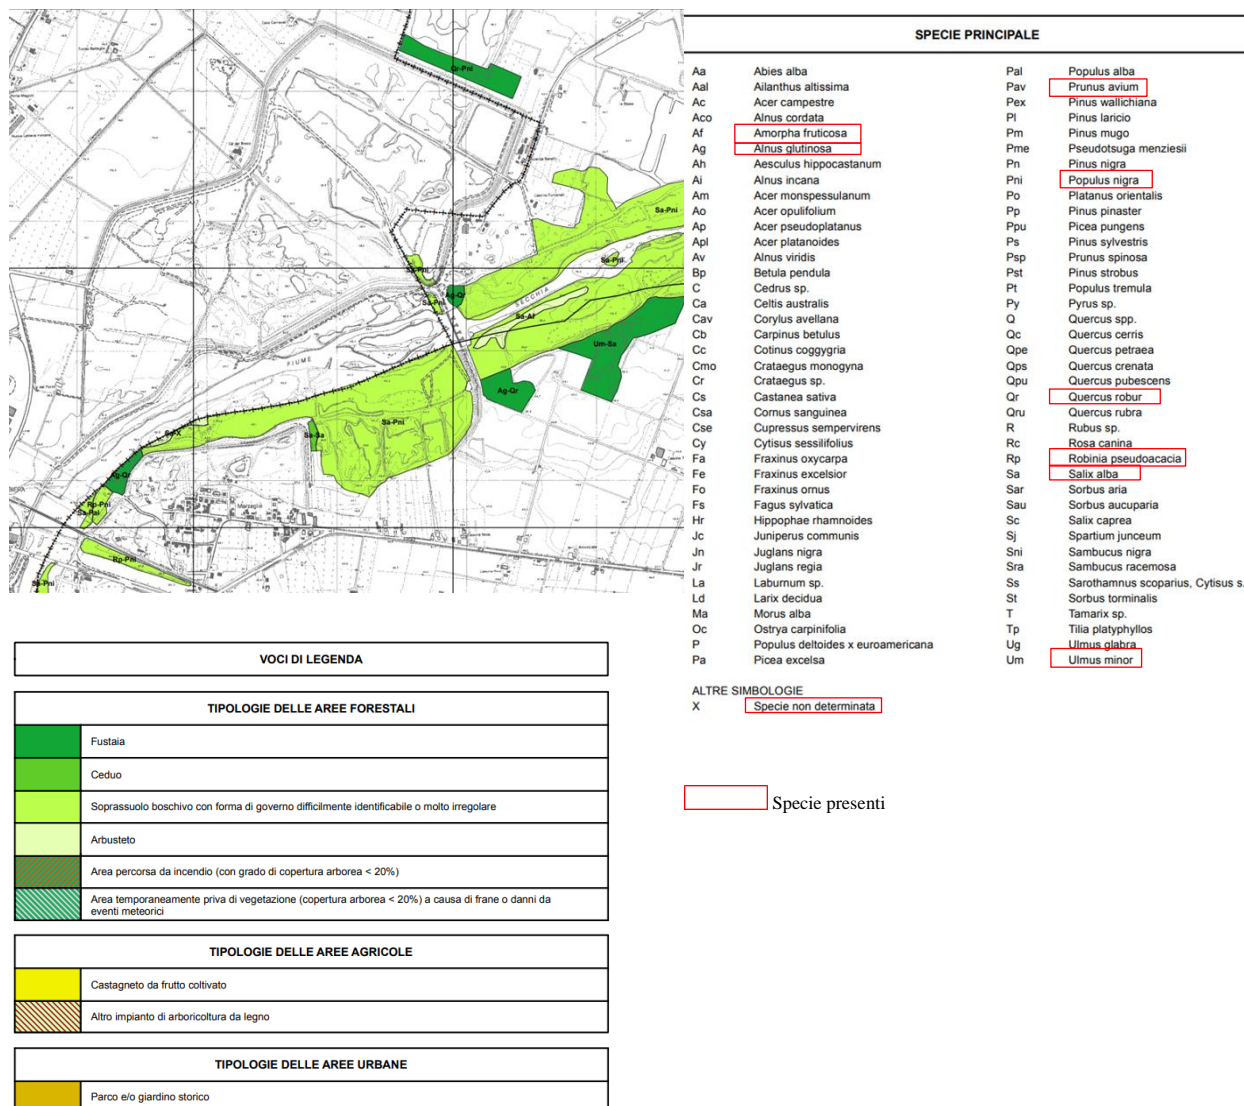 Qr-Pni
Sa-Pni
Sa-Pni
Sa-Pni
Ag-Qr
Sa-Pni
SECCHIA
Sa-Af
Um-Sa
FIUME
Ag-Qr
Sa-Pni
Sa-X
Sa-Sa
Ag-Qr
Marzaglia
Rp-Pni
Sa-Pal
Rp-Pni
Sa-Pni
SPECIE PRINCIPALE
Aa Abies alba
Aal Ailanthus altissima
Ac Acer campestre
Aco Alnus cordata
Af Amorpha fruticosa
Ag Alnus glutinosa
Ah Aesculus hippocastanum
Ai Alnus incana
Am Acer monspessulanum
Ao Acer opulifolium
Ap Acer pseudoplatanus
Apl Acer platanoides
Av Alnus viridis
Bp Betula pendula
C Cedrus sp.
Ca Celtis australis
Cav Corylus avellana
Cb Carpinus betulus
Cc Cotinus coggygria
Cmo Crataegus monogyna
Cr Crataegus sp.
Cs Castanea sativa
Csa Cornus sanguinea
Cse Cupressus sempervirens
Cy Cytisus sessilifolius
Fa Fraxinus oxycarpa
Fe Fraxinus excelsior
Fo Fraxinus ornus
Fs Fagus sylvatica
Hr Hippophae rhamnoides
Jc Juniperus communis
Jn Juglans nigra
Jr Juglans regia
La Laburnum sp.
Ld Larix decidua
Ma Morus alba
Oc Ostrya carpinifolia
P Populus deltoides x euroamericana
Pa Picea excelsa
Pal Populus alba
Pav Prunus avium
Pex Pinus wallichiana
Pl Pinus laricio
Pm Pinus mugo
Pme Pseudotsuga menziesii
Pn Pinus nigra
Pni Populus nigra
Po Platanus orientalis
Pp Pinus pinaster
Ppu Picea pungens
Ps Pinus sylvestris
Psp Prunus spinosa
Pst Pinus strobus
Pt Populus tremula
Py Pyrus sp.
Q Quercus spp.
Qc Quercus cerris
Qpe Quercus petraea
Qps Quercus crenata
Qpu Quercus pubescens
Qr Quercus robur
Qru Quercus rubra
R Rubus sp.
Rc Rosa canina
Rp Robinia pseudoacacia
Sa Salix alba
Sar Sorbus aria
Sau Sorbus aucuparia
Sc Salix caprea
Sj Spartium junceum
Sni Sambucus nigra
Sra Sambucus racemosa
Ss Sarothamnus scoparius, Cytisus s.
St Sorbus torminalis
T Tamarix sp.
Tp Tilia platyphyllos
Ug Ulmus glabra
Um Ulmus minor
ALTRE SIMBOLOGIE
X Specie non determinata
Specie presenti
VOCI DI LEGENDA
TIPOLOGIE DELLE AREE FORESTALI
Fustaia
Ceduo
Soprassuolo boschivo con forma di governo difficilmente identificabile o molto irregolare
Arbusteto
Area percorsa da incendio (con grado di copertura arborea < 20%)
Area temporaneamente priva di vegetazione (copertura arborea < 20%) a causa di frane o danni da
eventi meteorici
TIPOLOGIE DELLE AREE AGRICOLE
Castagneto da frutto coltivato
Altro impianto di arboricoltura da legno
TIPOLOGIE DELLE AREE URBANE
Parco e/o giardino storico